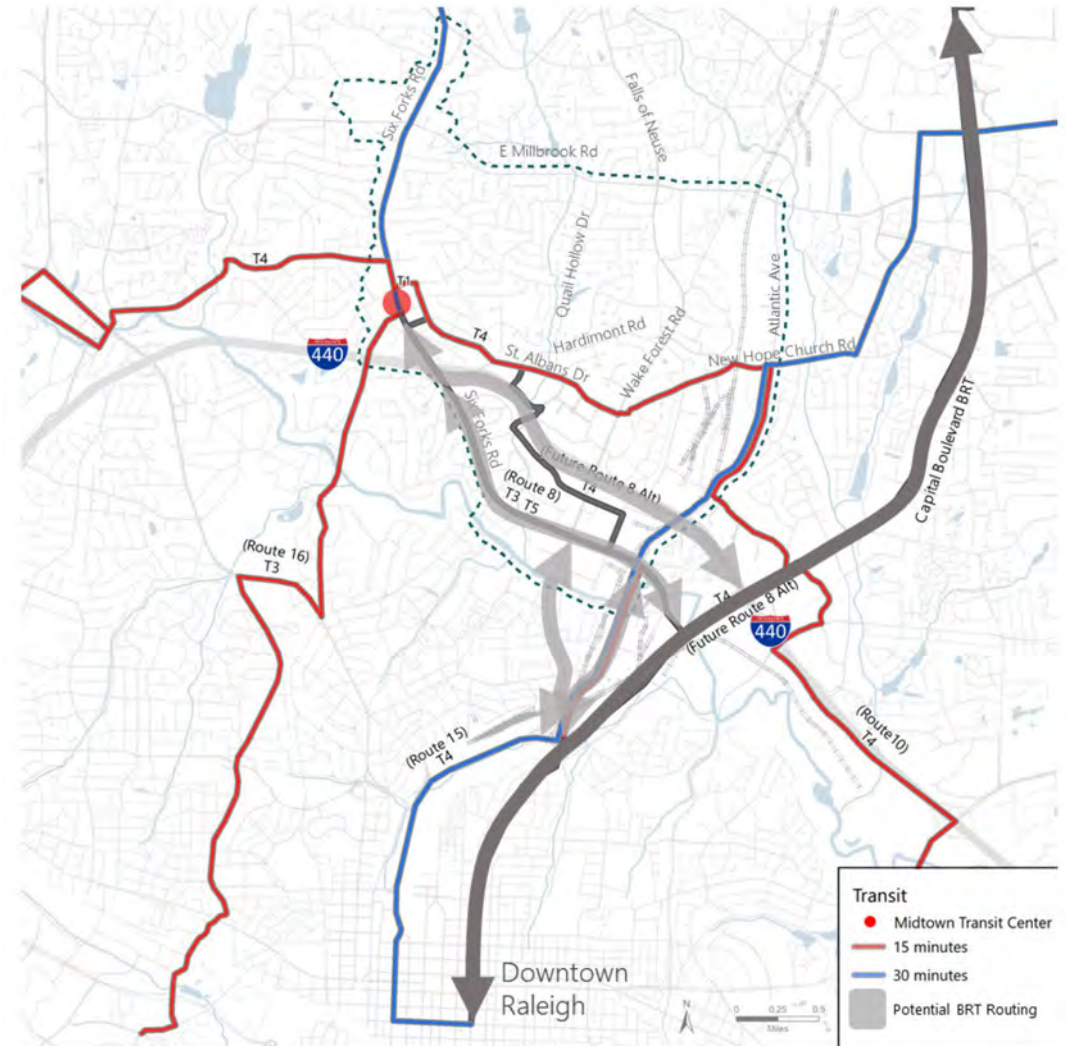 Six Forks Rd
Falls of Neuse
E Millbrook Rd
Quail Hollow Dr
Atlantic Ave
T4
T1
440
T4
St. Albans Dr
Hardimont Rd
Wake Forest Rd
New Hope Church Rd
Six Forks Rd
(Future Route 8 Alt)
T4
(Route 8)
T3 T5
Capital Boulevard BRT
(Route 16)
T3
T4
(Future Route 8 Alt)
440
(Route 15)
T4
(Route10)
T4
Downtown
Raleigh
N
0 0.25 0.5
Miles
Transit
Midtown Transit Center
15 minutes
30 minutes
Potential BRT Routing